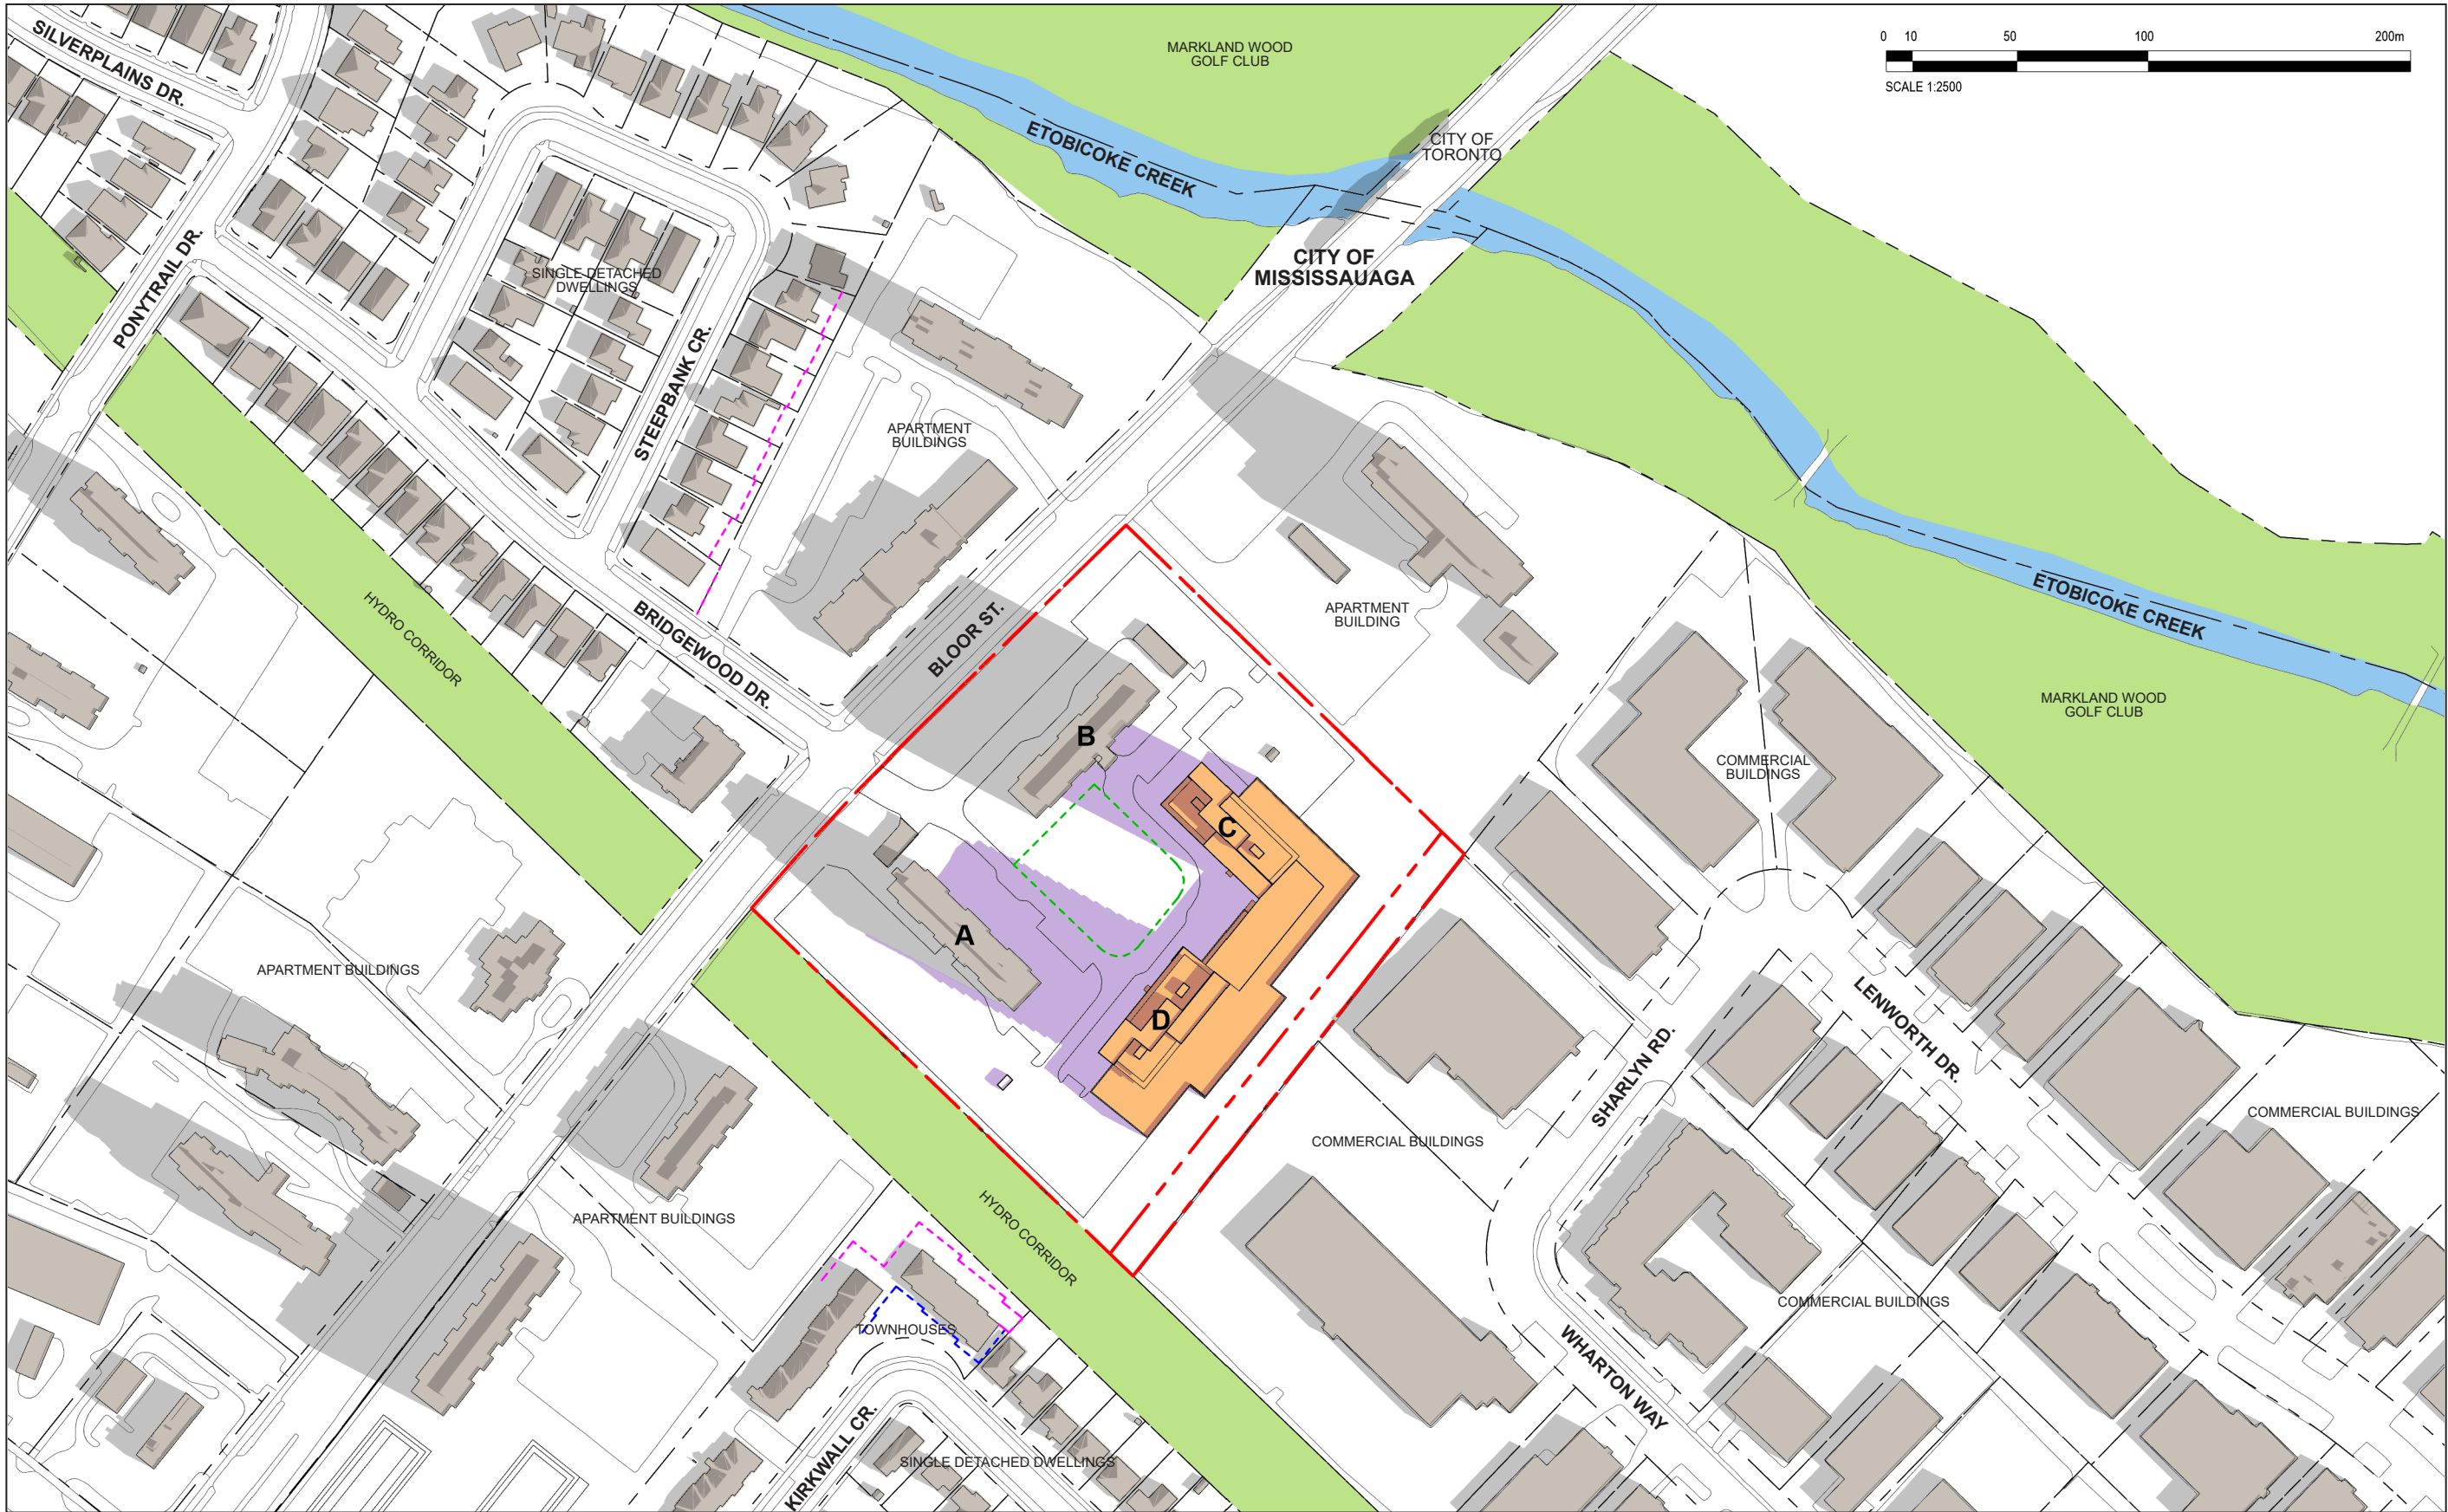 SILVERPLAINS DR.
MARKLAND WOOD
GOLF CLUB
0 10 50 100 200m
SCALE 1:2500
ETOBICOKE CREEK
CITY OF
TORONTO
CITY OF
MISSISSAUAGA
PONYTRAIL DR.
SINGLE DETACHED
DWELLINGS
STEEPBANK CR.
APARTMENT
BUILDINGS
HYDRO CORRIDOR
BRIDGEWOOD DR.
BLOOR ST.
APARTMENT
BUILDING
ETOBICOKE CREEK
MARKLAND WOOD
GOLF CLUB
B
COMMERCIAL
BUILDINGS
C
A
D
APARTMENT BUILDINGS
LENWORTH DR.
SHARLYN RD.
COMMERCIAL BUILDINGS
COMMERCIAL BUILDINGS
APARTMENT BUILDINGS
HYDRO CORRIDOR
TOWNHOUSES
COMMERCIAL BUILDINGS
WHARTON WAY
KIRKWALL CR.
SINGLE DETACHED DWELLINGS